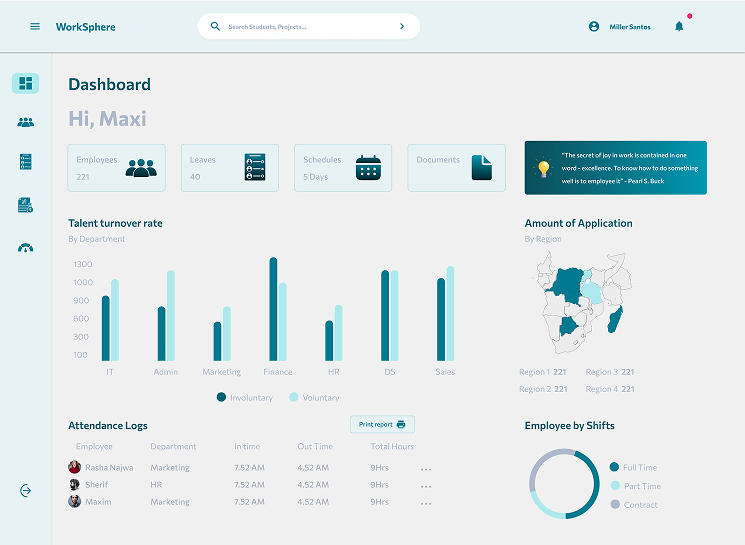 WorkSphere
Search Students, Projects...
Miller Santos
Dashboard
Hi, Maxi
Employees
221
Leaves
40
Schedules
5 Days
Documents
"The secret of joy in work is contained in one
word - excellence. To know how to do something
well is to employee it" - Pearl S. Buck
Talent turnover rate
By Department
1300
1000
900
600
300
100
IT
Admin
Marketing
Finance
HR
DS
Sales
Involuntary
Voluntary
Amount of Application
By Region
Region 1 221
Region 3 221
Region 2 221
Region 4 221
Attendance Logs
Print report
Employee
Department
In time
Out Time
Total Hours
Rasha Najwa
Marketing
7.52 AM
4.52 AM
9Hrs
...
Sherif
HR
7.52 AM
4.52 AM
9Hrs
...
Maxim
Marketing
7.52 AM
4.52 AM
9Hrs
...
Employee by Shifts
Full Time
Part Time
Contract